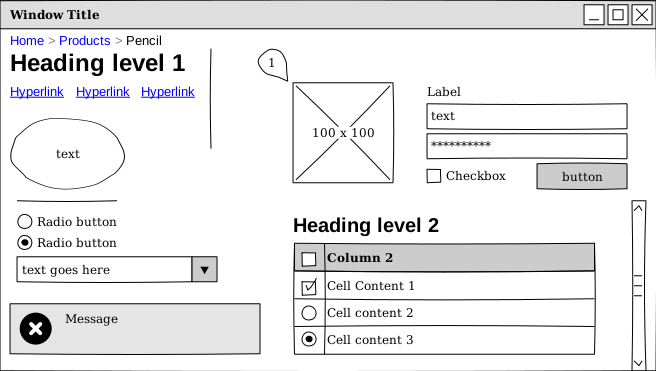 Window Title
Home > Products > Pencil
Heading level 1
Hyperlink Hyperlink Hyperlink
text
Radio button
Radio button
text goes here
Message
1
100 x 100
Label
text
**********
Checkbox
button
Heading level 2
Column 2
Cell Content 1
Cell content 2
Cell content 3